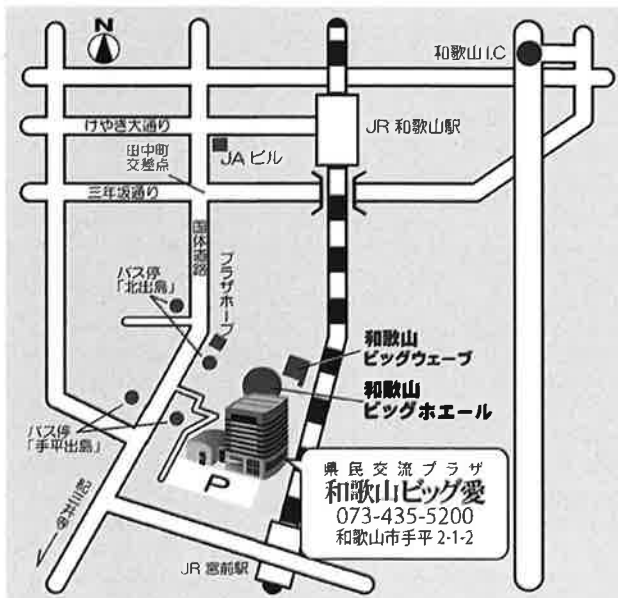 N
和歌山I.C
けやき大通り
JR 和歌山駅
田中町
交差点
JA ビル
三年坂通り
国体道路
プラザホープ
バス停
「北出島」
和歌山
ビッグウェーブ
和歌山
ビッグホエール
バス停
「手平出島」
紀三井寺
P
県民交流プラザ
和歌山ビッグ愛
073-435-5200
和歌山市手平 2-1-2
JR 宮前駅